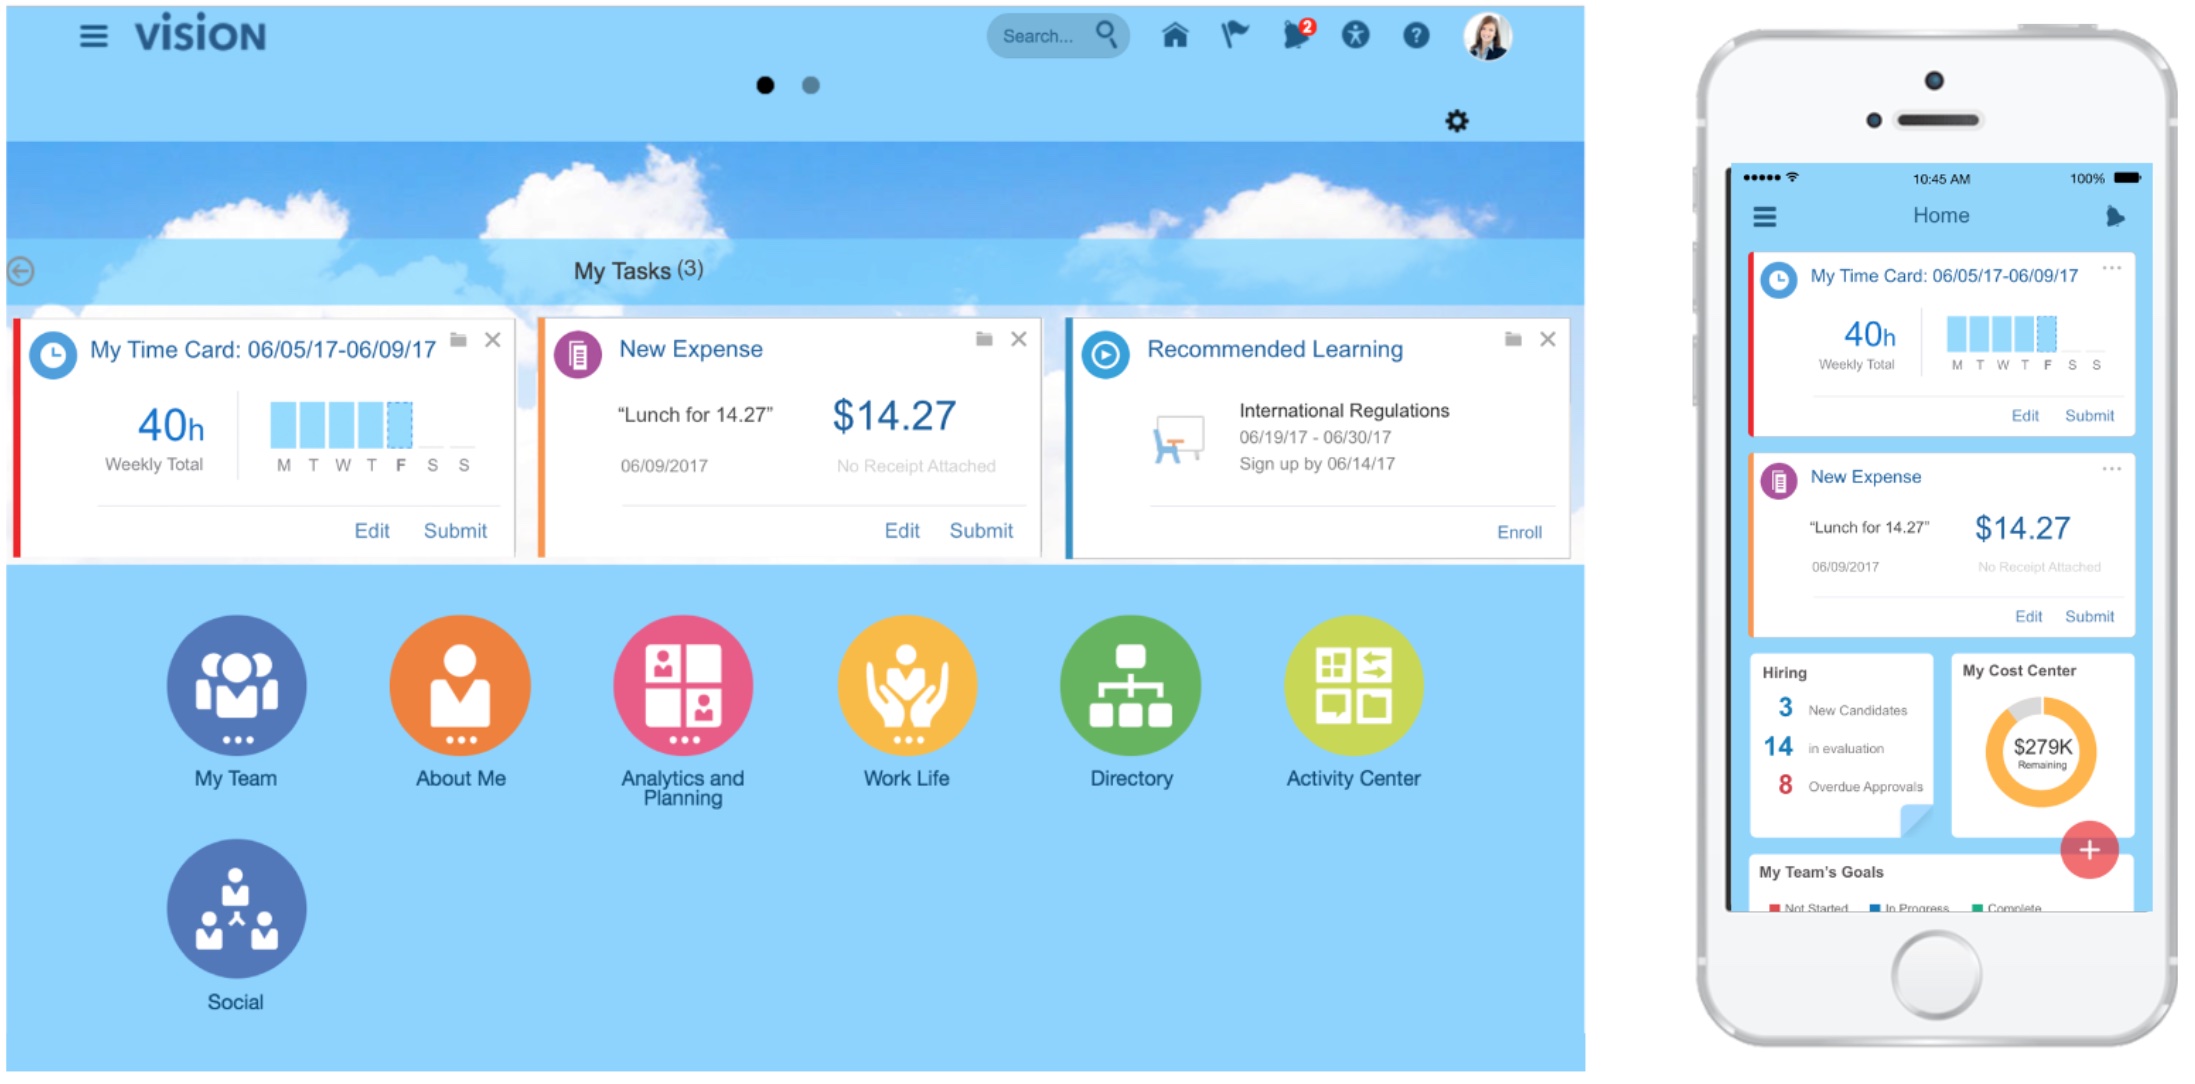 vision
Search...
2
?
My Tasks (3)
My Time Card: 06/05/17-06/09/17
40h
Weekly Total
M T W T F S S
Edit Submit
New Expense
“Lunch for 14.27”
$14.27
06/09/2017
No Receipt Attached
Edit Submit
Recommended Learning
International Regulations
06/19/17 - 06/30/17
Sign up by 06/14/17
Enroll
My Team
About Me
Analytics and
Planning
Work Life
Directory
Activity Center
Social
10:45 AM
100%
Home
My Time Card: 06/05/17-06/09/17
40h
Weekly Total
M T W T F S S
Edit Submit
New Expense
“Lunch for 14.27”
$14.27
06/09/2017
No Receipt Attached
Edit Submit
Hiring
3 New Candidates
14 in evaluation
8 Overdue Approvals
My Cost Center
$279K
Remaining
My Team's Goals
Not Started In Progress Complete